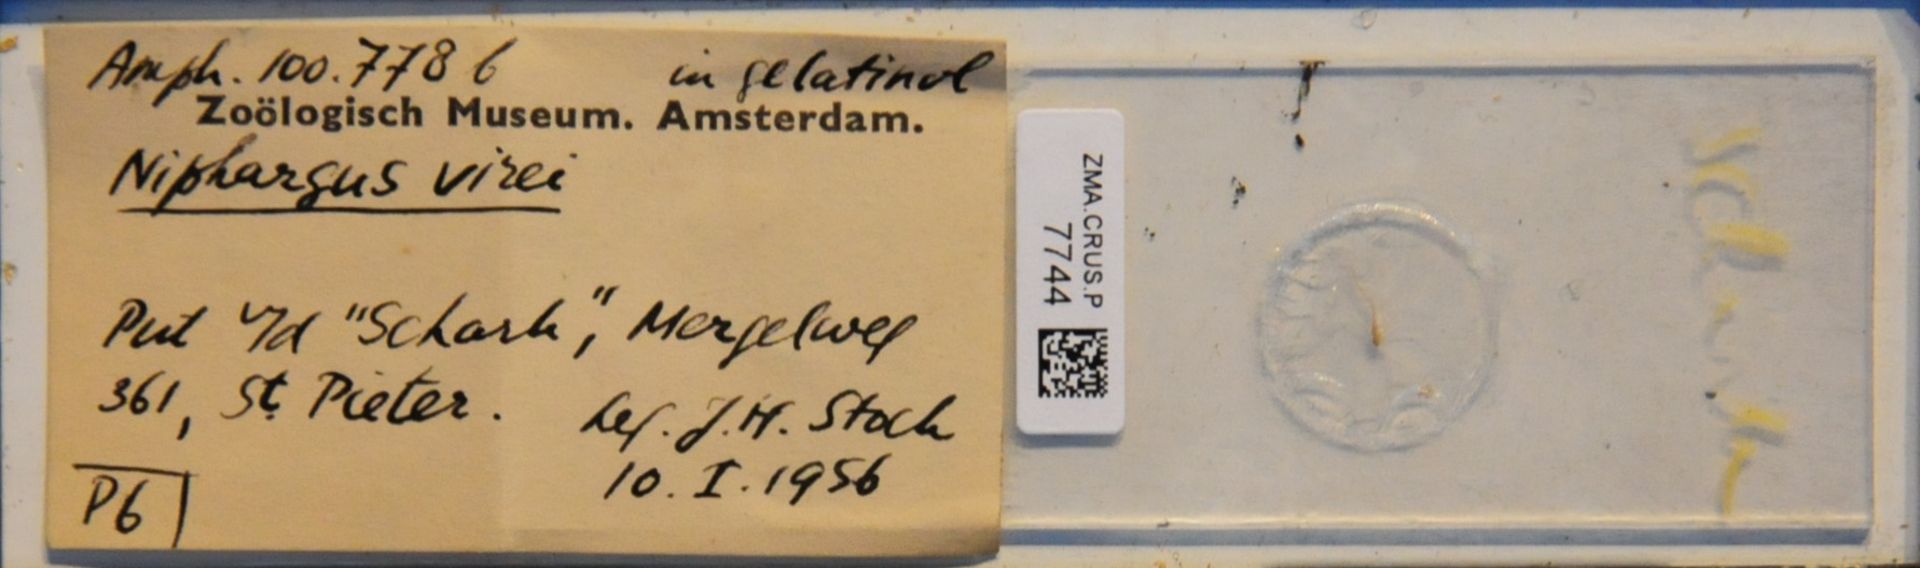 Amph. 100.778 b in gelatinol
Zoölogisch Museum. Amsterdam.
Niphargus virei
Put v/d "Schark", Mergelweg
361, St. Pieter.
Leg. J.H. Stock
10.I.1956
P6
ZMA.CRUS.P
7744
Schark